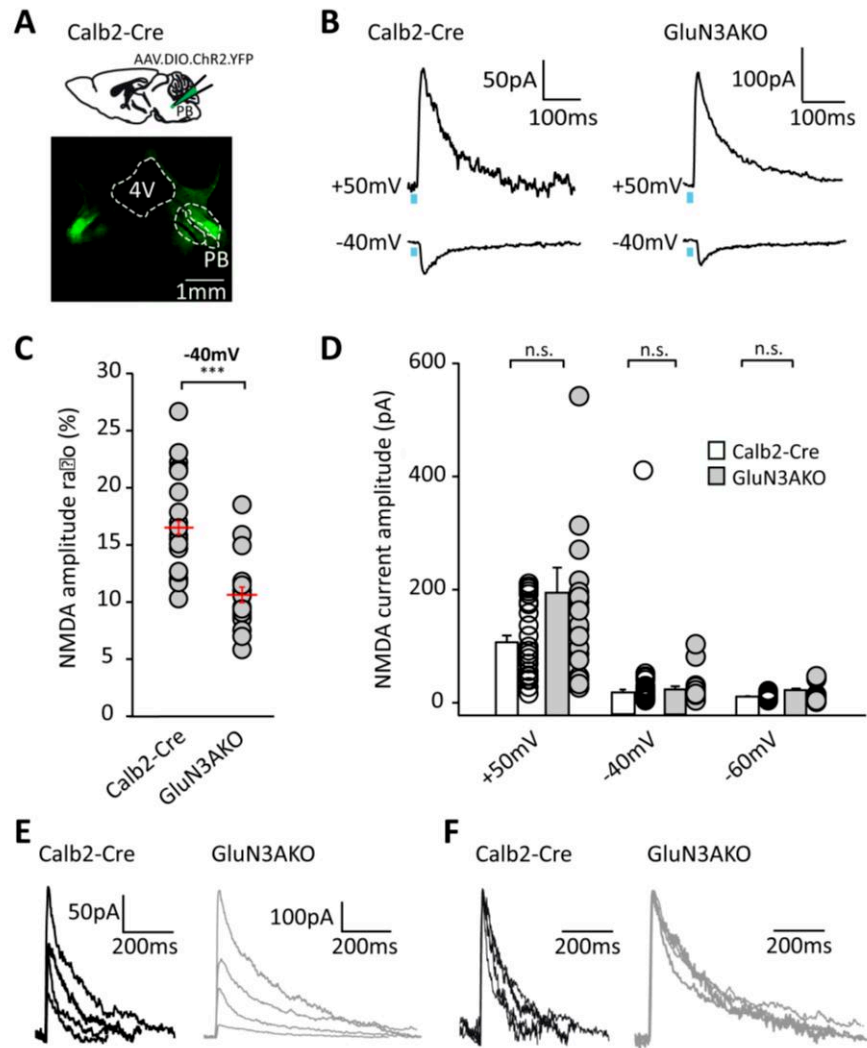 A
Calb2-Cre
AAV.DIO.ChR2.YFP
PB
4V
PB
1mm
B
Calb2-Cre
GluN3AKO
50pA
100ms
100pA
100ms
+50mV
+50mV
-40mV
-40mV
C
-40mV
***
NMDA amplitude ra�o (%)
30
25
20
15
10
5
0
Calb2-Cre
GluN3AKO
D
n.s.
n.s.
n.s.
NMDA current amplitude (pA)
600
400
200
0
Calb2-Cre
GluN3AKO
+50mV
-40mV
-60mV
E
Calb2-Cre
GluN3AKO
50pA
200ms
100pA
200ms
F
Calb2-Cre
GluN3AKO
200ms
200ms